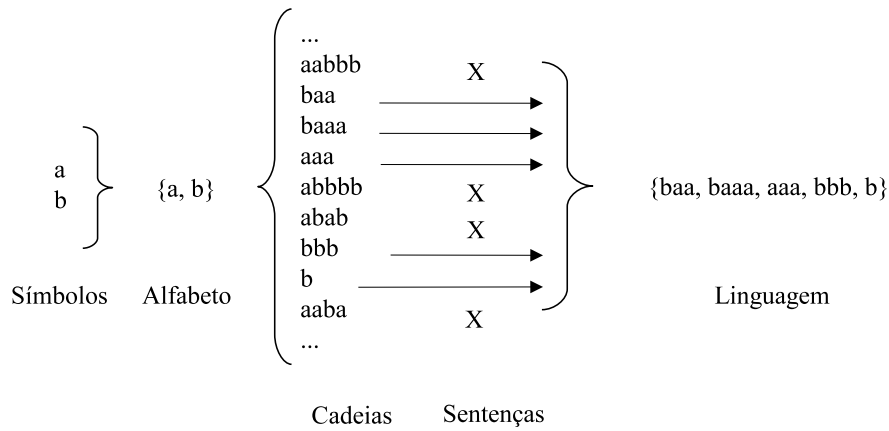 ...
aabbb X
baa
baaa
aaa
a
b
{a, b}
abbbb X
{baa, baaa, aaa, bbb, b}
abab X
bbb
b
aaba X
...
Símbolos Alfabeto Linguagem
Cadeias Sentenças